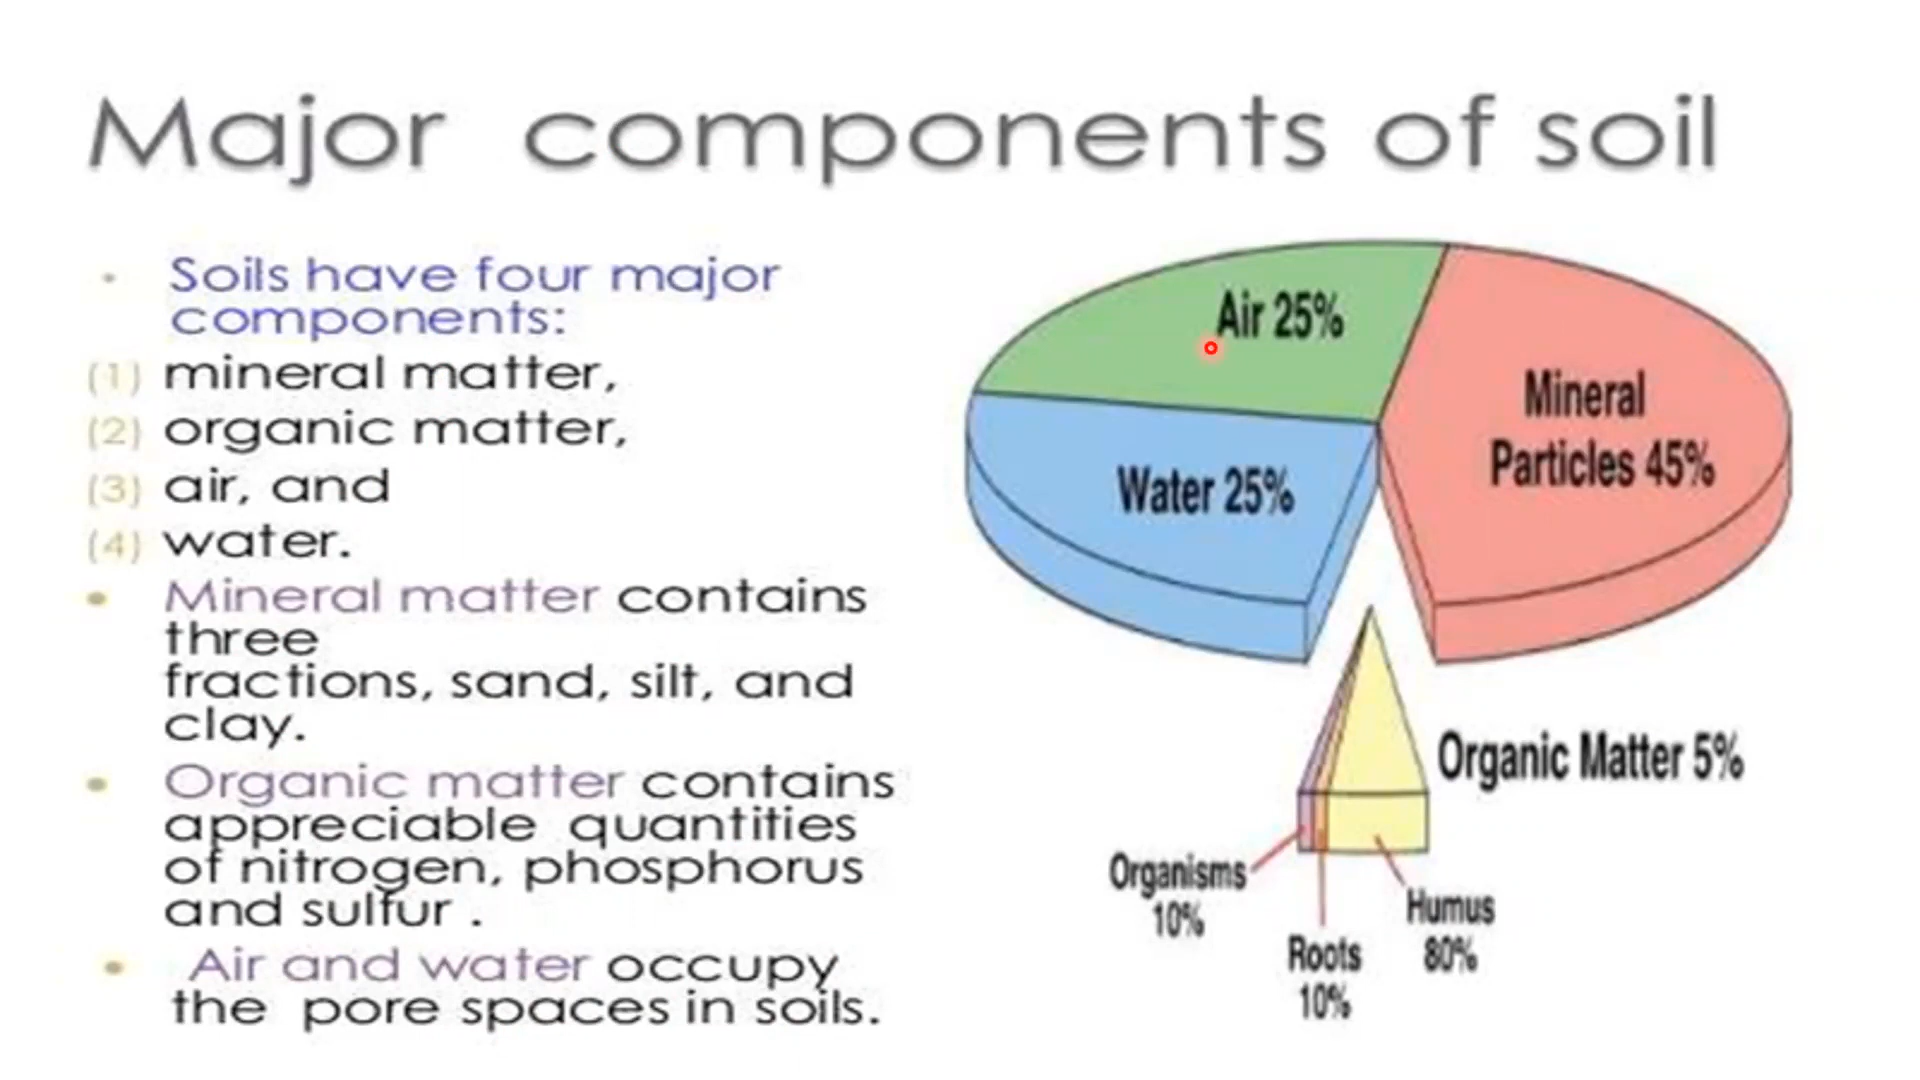 Major components of soil
• Soils have four major
components:
(1) mineral matter,
(2) organic matter,
(3) air, and
(4) water.
• Mineral matter contains
three
fractions, sand, silt, and
clay.
• Organic matter contains
appreciable quantities
of nitrogen, phosphorus
and sulfur .
• Air and water occupy
the pore spaces in soils.
Air 25%
Mineral
Particles 45%
Water 25%
Organic Matter 5%
Organisms
10%
Roots
10%
Humus
80%